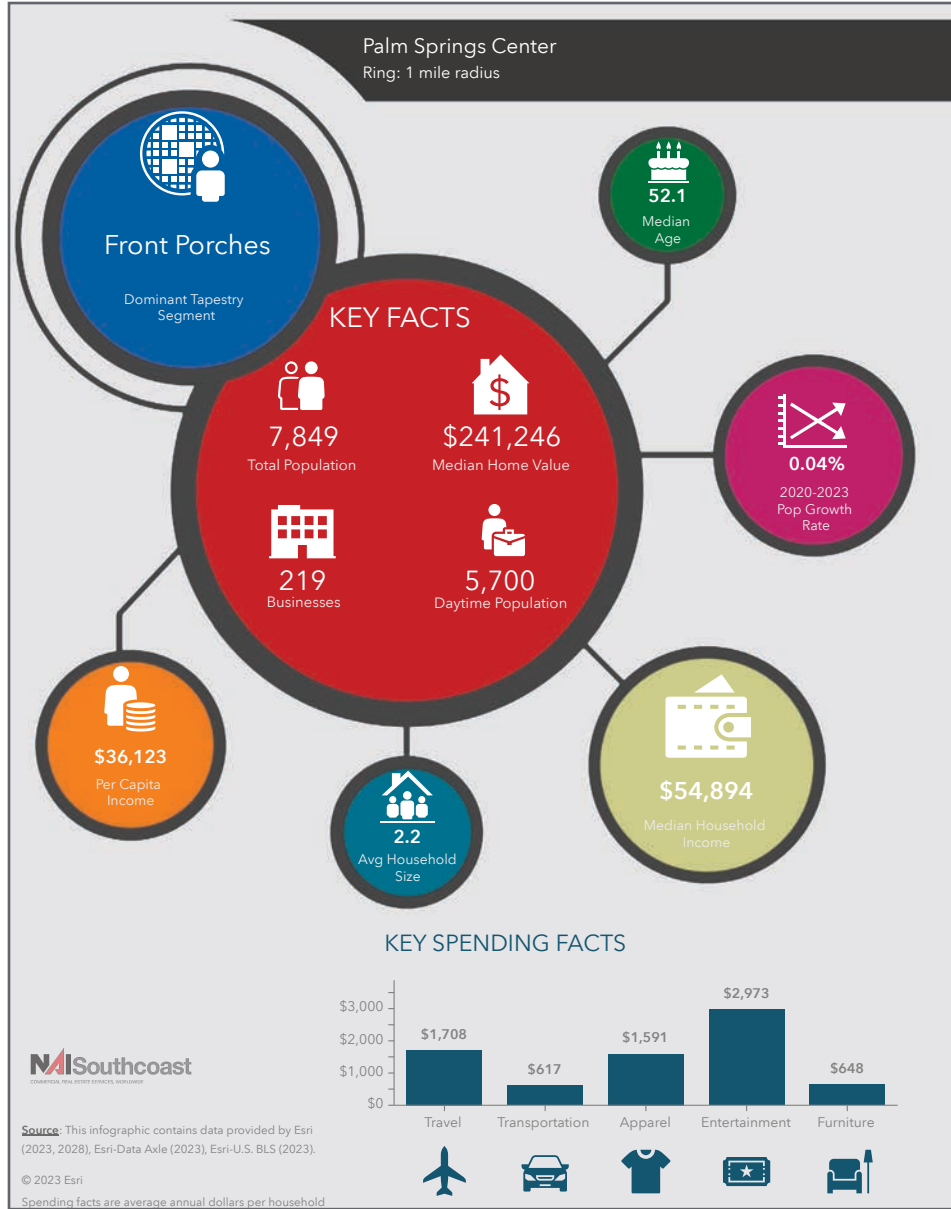 Palm Springs Center
Ring: 1 mile radius
Front Porches
Dominant Tapestry
Segment
52.1
Median
Age
KEY FACTS
7,849
Total Population
$241,246
Median Home Value
219
Businesses
5,700
Daytime Population
0.04%
2020-2023
Pop Growth
Rate
$36,123
Per Capita
Income
2.2
Avg Household
Size
$54,894
Median Household
Income
KEY SPENDING FACTS
$3,000
$2,000
$1,000
$0
$1,708
$617
$1,591
$2,973
$648
Travel
Transportation
Apparel
Entertainment
Furniture
NAISouthcoast
COMMERCIAL REAL ESTATE SERVICES, WORLDWIDE
Source: This infographic contains data provided by Esri
(2023, 2028), Esri-Data Axle (2023), Esri-U.S. BLS (2023).
© 2023 Esri
Spending facts are average annual dollars per household